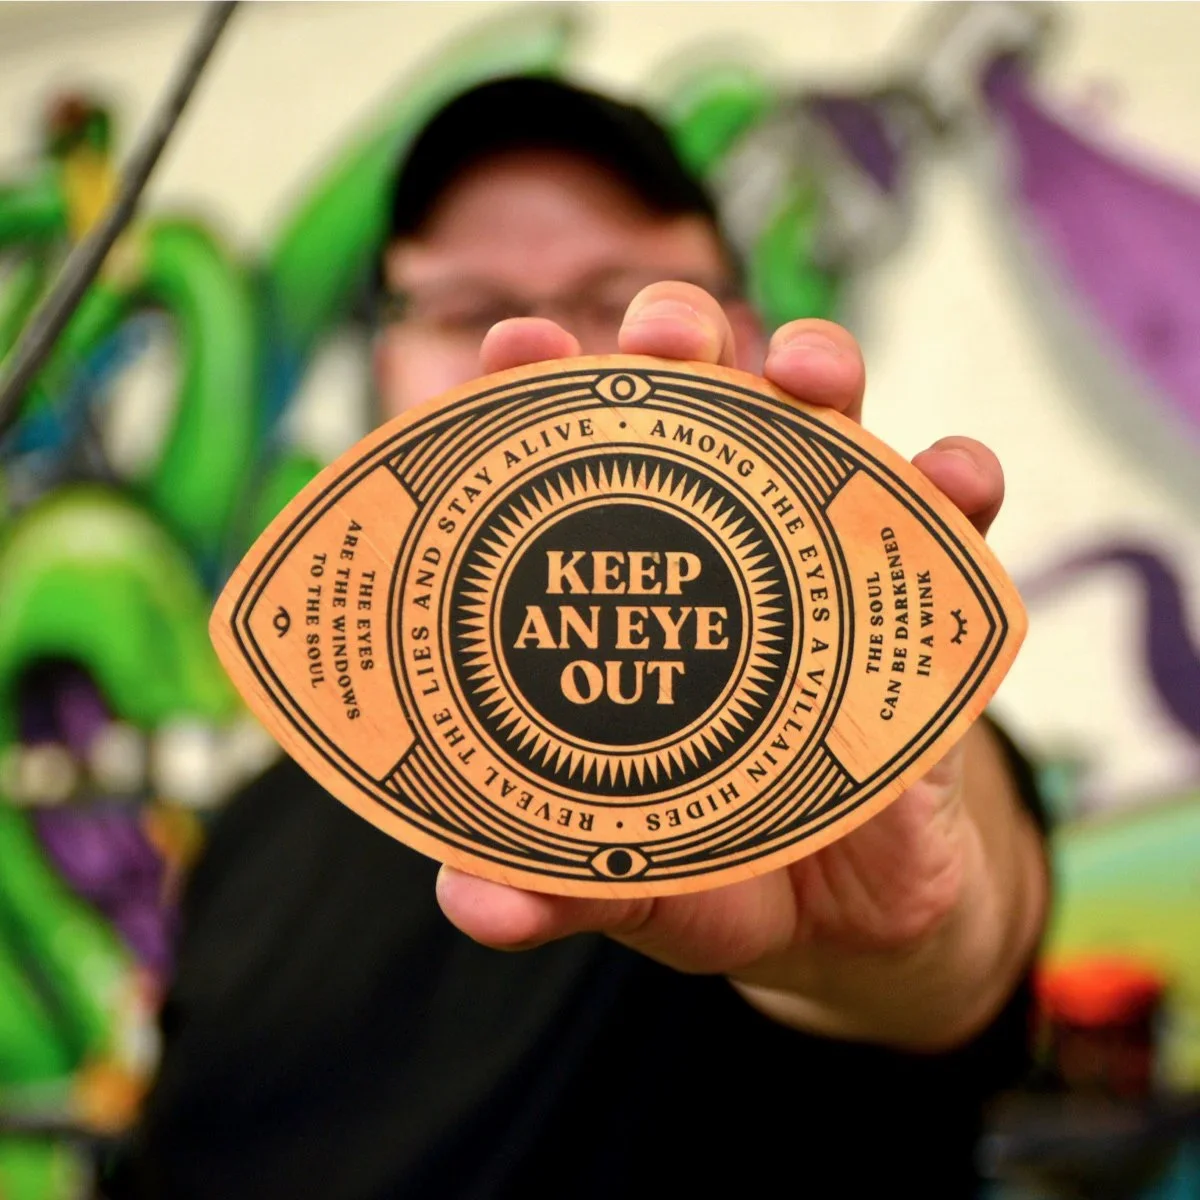 KEEP
AN EYE
OUT
AMONG THE EYES A VILLAIN HIDES • REVEAL THE LIES AND STAY ALIVE •
THE EYES
ARE THE WINDOWS
TO THE SOUL
THE SOUL
CAN BE DARKENED
IN A WINK